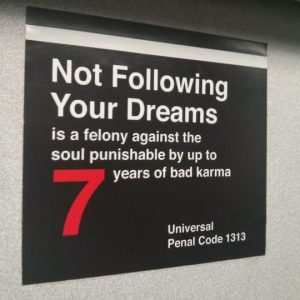 Not Following
Your Dreams
is a felony against the
soul punishable by up to
7 years of bad karma
Universal
Penal Code 1313